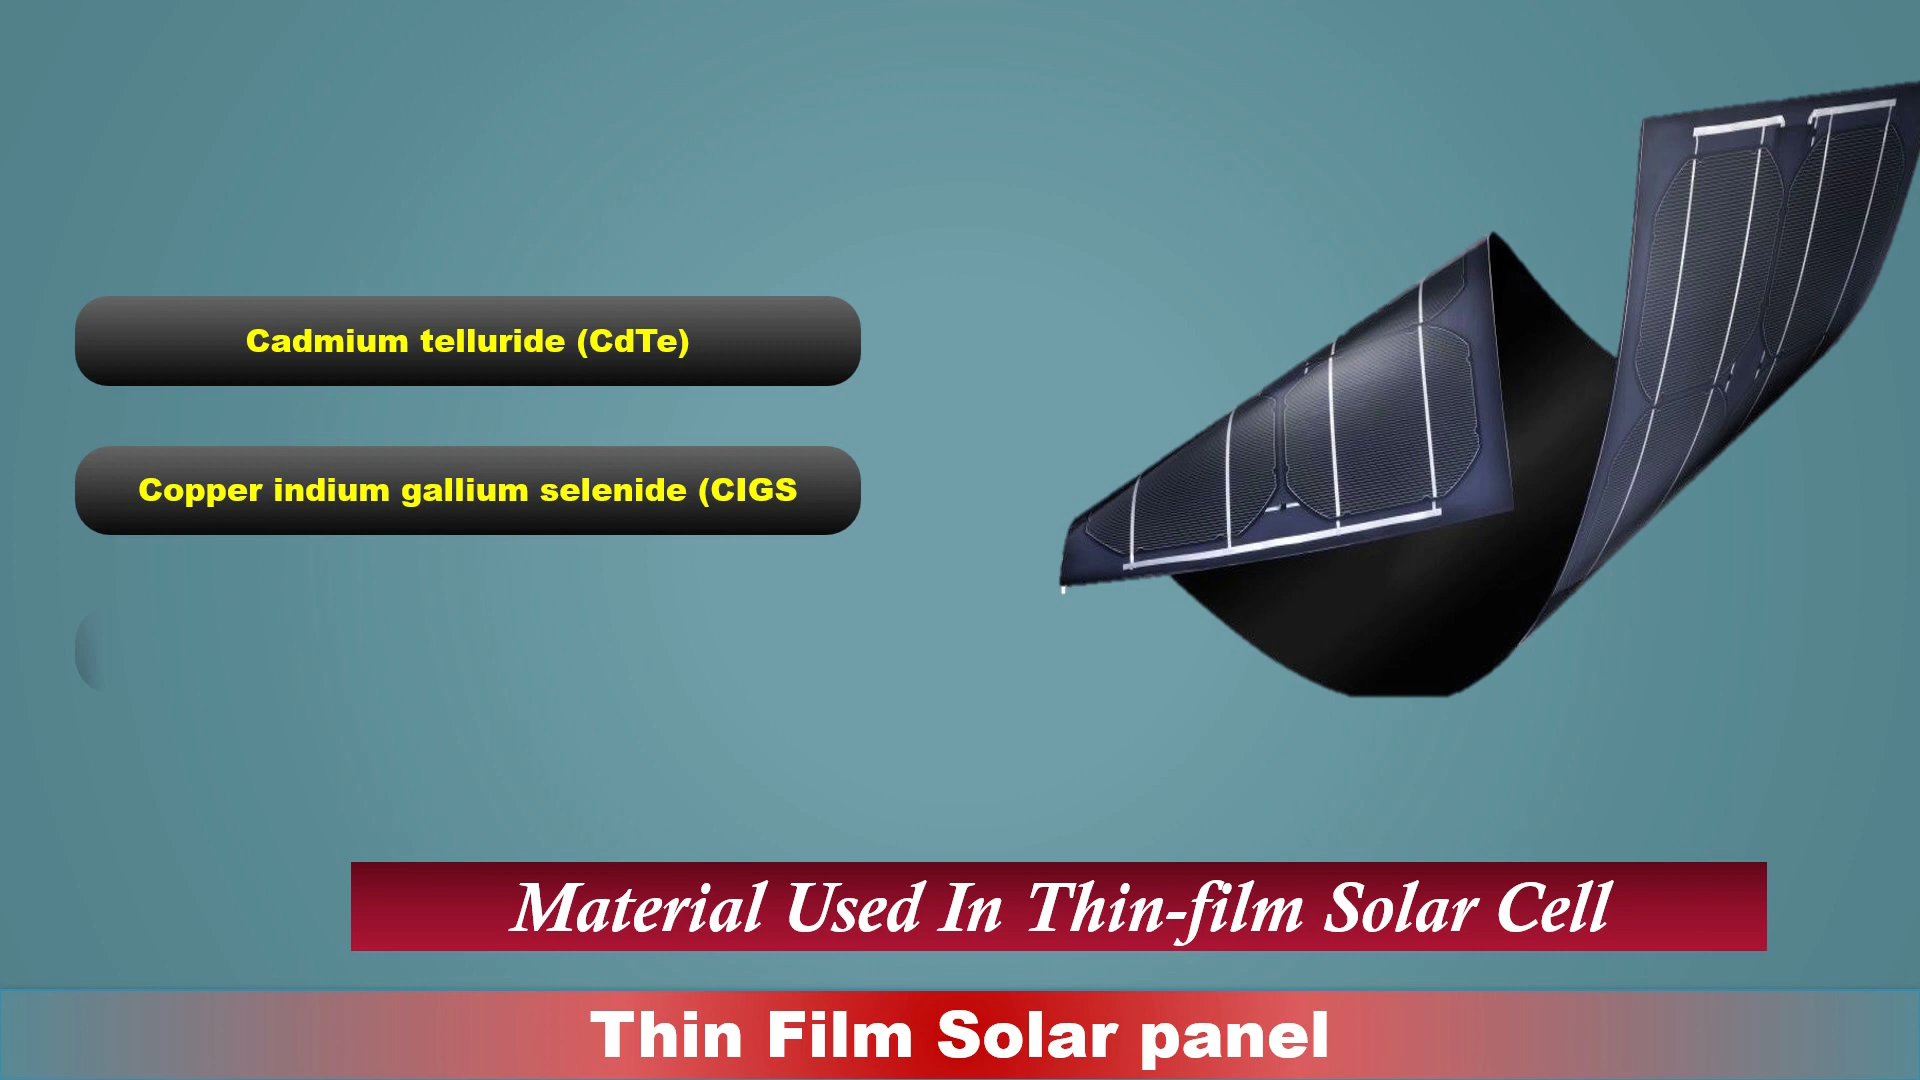 Cadmium telluride (CdTe)
Copper indium gallium selenide (CIGS
Material Used In Thin-film Solar Cell
Thin Film Solar panel